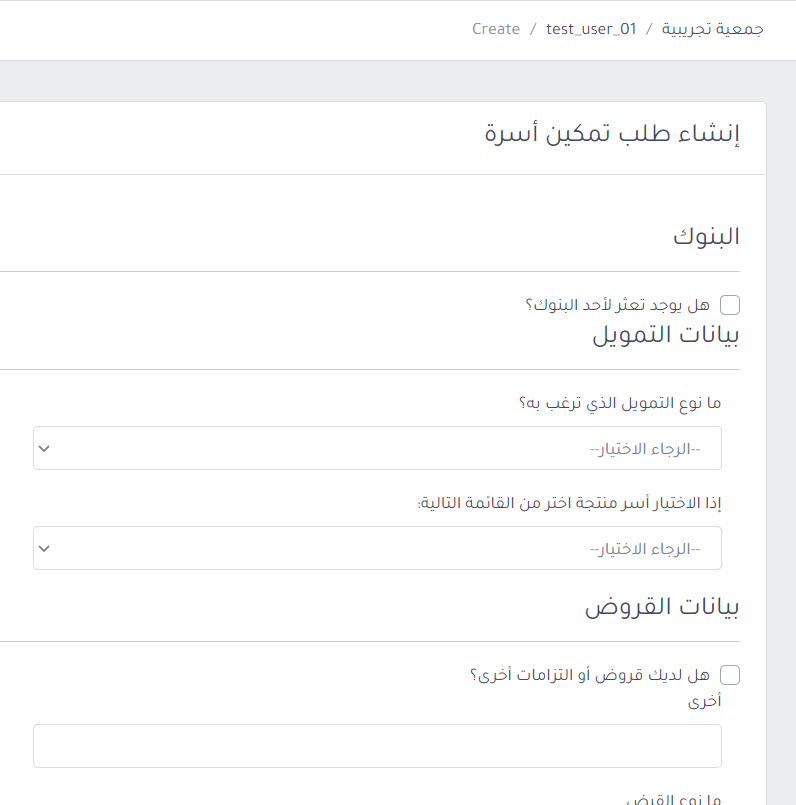 جمعية تجريبية / test_user_01 / Create
إنشاء طلب تمكين أسرة
البنوك
هل يوجد تعثر لأحد البنوك؟
بيانات التمويل
ما نوع التمويل الذي ترغب به؟
--الرجاء الاختيار--
إذا الاختيار أسر منتجة اختر من القائمة التالية:
--الرجاء الاختيار--
بيانات القروض
هل لديك قروض أو التزامات أخرى؟
أخرى
ما نوع القرض